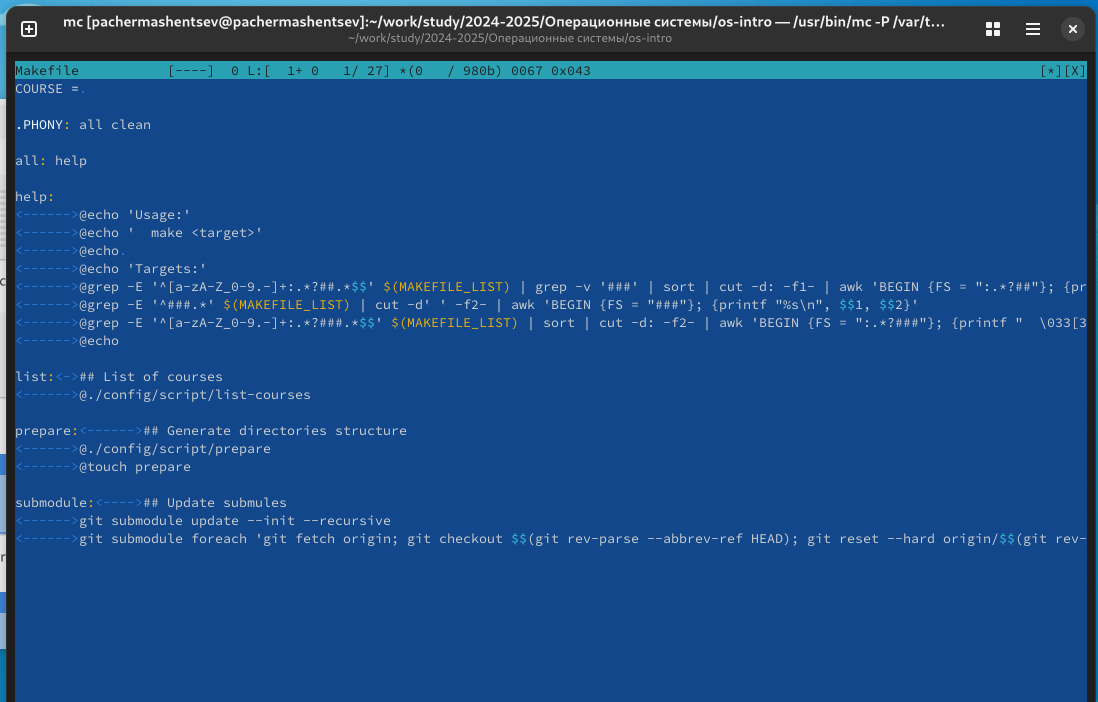 mc [pachermashentsev@pachermashentsev]:~/work/study/2024-2025/Операционные системы/os-intro — /usr/bin/mc -P /var/t…
~/work/study/2024-2025/Операционные системы/os-intro
Makefile [----] 0 L:[ 1+ 0 1/ 27] *(0 / 980b) 0067 0x043 [*][X]
COURSE =.
.PHONY: all clean
all: help
help:
<------>@echo 'Usage:'
<------>@echo '  make <target>'
<------>@echo.
<------>@echo 'Targets:'
<------>@grep -E '^[a-zA-Z_0-9.-]+:.*?##.*$$' $(MAKEFILE_LIST) | grep -v '###' | sort | cut -d: -f1- | awk 'BEGIN {FS = ":.*?##"}; {pr
<------>@grep -E '^###.*' $(MAKEFILE_LIST) | cut -d' ' -f2- | awk 'BEGIN {FS = "###"}; {printf "%s\n", $$1, $$2}'
<------>@grep -E '^[a-zA-Z_0-9.-]+:.*?###.*$$' $(MAKEFILE_LIST) | sort | cut -d: -f2- | awk 'BEGIN {FS = ":.*?###"}; {printf "  \033[3
<------>@echo
list:<->## List of courses
<------>@./config/script/list-courses
prepare:<------>## Generate directories structure
<------>@./config/script/prepare
<------>@touch prepare
submodule:<---->## Update submules
<------>git submodule update --init --recursive
<------>git submodule foreach 'git fetch origin; git checkout $$(git rev-parse --abbrev-ref HEAD); git reset --hard origin/$$(git rev-